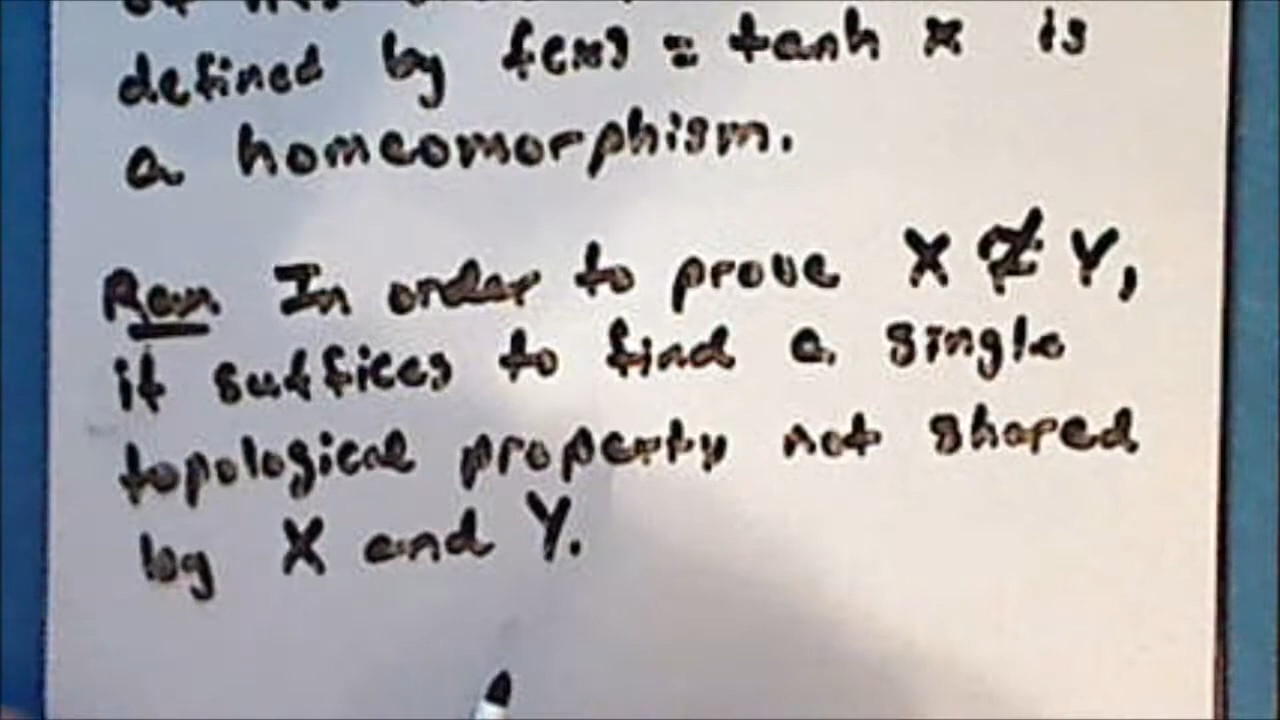 defined by f(x) = tanh x is
a homeomorphism.
Rem In order to prove X ≄ Y,
it suffices to find a single
topological property not shared
by X and Y.